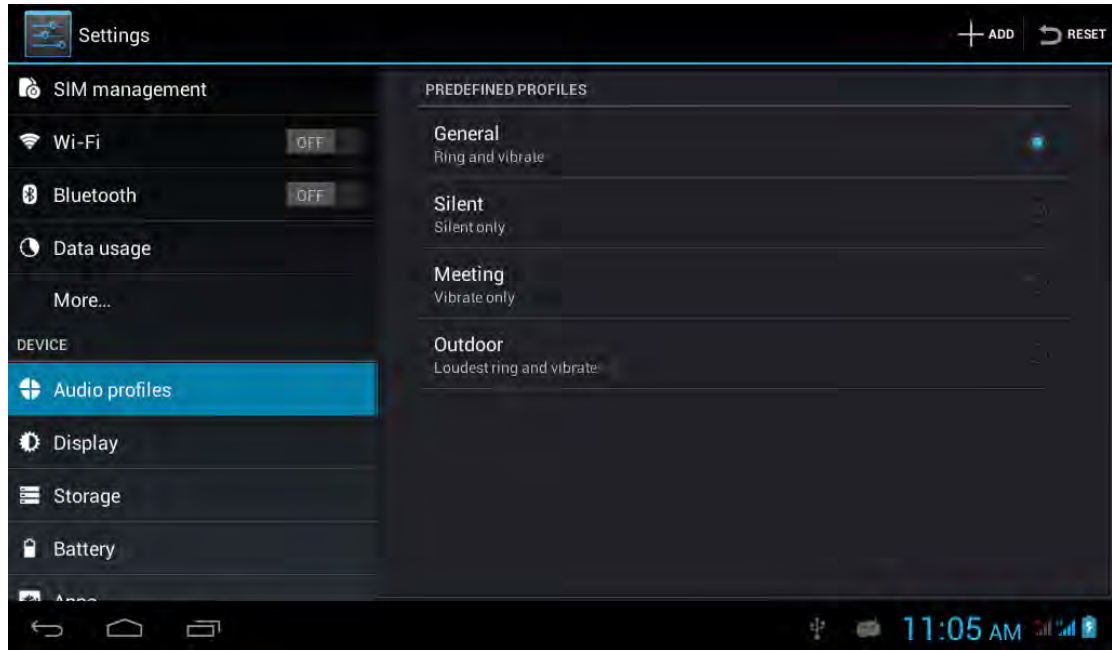 Settings
ADD
RESET
SIM management
Wi-Fi
OFF
Bluetooth
OFF
Data usage
More...
DEVICE
Audio profiles
Display
Storage
Battery
Apps
PREDEFINED PROFILES
General
Ring and vibrate
Silent
Silent only
Meeting
Vibrate only
Outdoor
Loudest ring and vibrate
11:05 AM